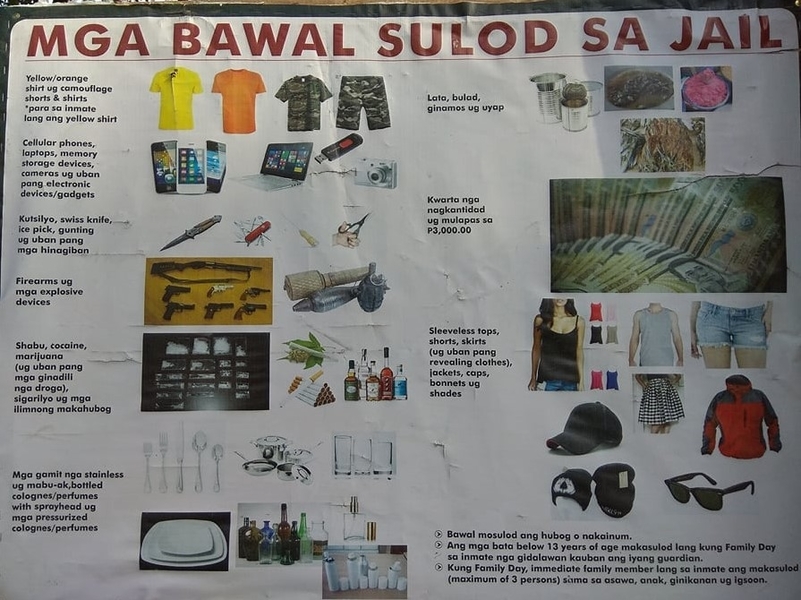 MGA BAWAL SULOD SA JAIL
Yellow/orange
shirt ug camouflage
shorts & shirts
*para sa inmate
lang ang yellow shirt
Cellular phones,
laptops, memory
storage devices,
cameras ug uban
pang electronic
devices/gadgets
Kutsilyo, swiss knife,
ice pick, gunting
ug uban pang
mga hinagiban
Firearms ug
mga explosive
devices
Shabu, cocaine,
marijuana
(ug uban pang
mga ginadili
nga droga),
sigarilyo ug mga
ilimnong makahubog
Mga gamit nga stainless
ug mabu-ak,bottled
colognes/perfumes
with sprayhead ug
mga pressurized
colognes/perfumes
Lata, bulad,
ginamos ug uyap
Kwarta nga
nagkantidad
ug mulapas sa
P3,000.00
Sleeveless tops,
shorts, skirts
(ug uban pang
revealing clothes),
jackets, caps,
bonnets ug
shades
Bawal mosulod ang hubog o nakainum.
Ang mga bata below 13 years of age makasulod lang kung Family Day
sa inmate nga gidalawan kauban ang iyang guardian.
Kung Family Day, immediate family member lang sa inmate ang makasulod
(maximum of 3 persons) sama sa asawa, anak, ginikanan ug igsoon.